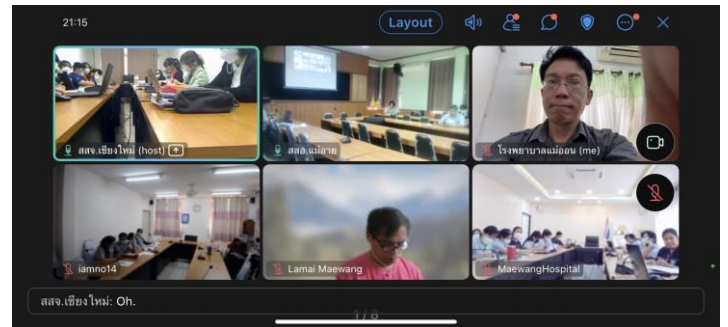 21:15
Layout
สสจ.เชียงใหม่ (host)
สสอ.แม่อาย
โรงพยาบาลแม่ออน (me)
iamno14
Lamai Maewang
MaewangHospital
สสจ.เชียงใหม่: Oh.
1/8